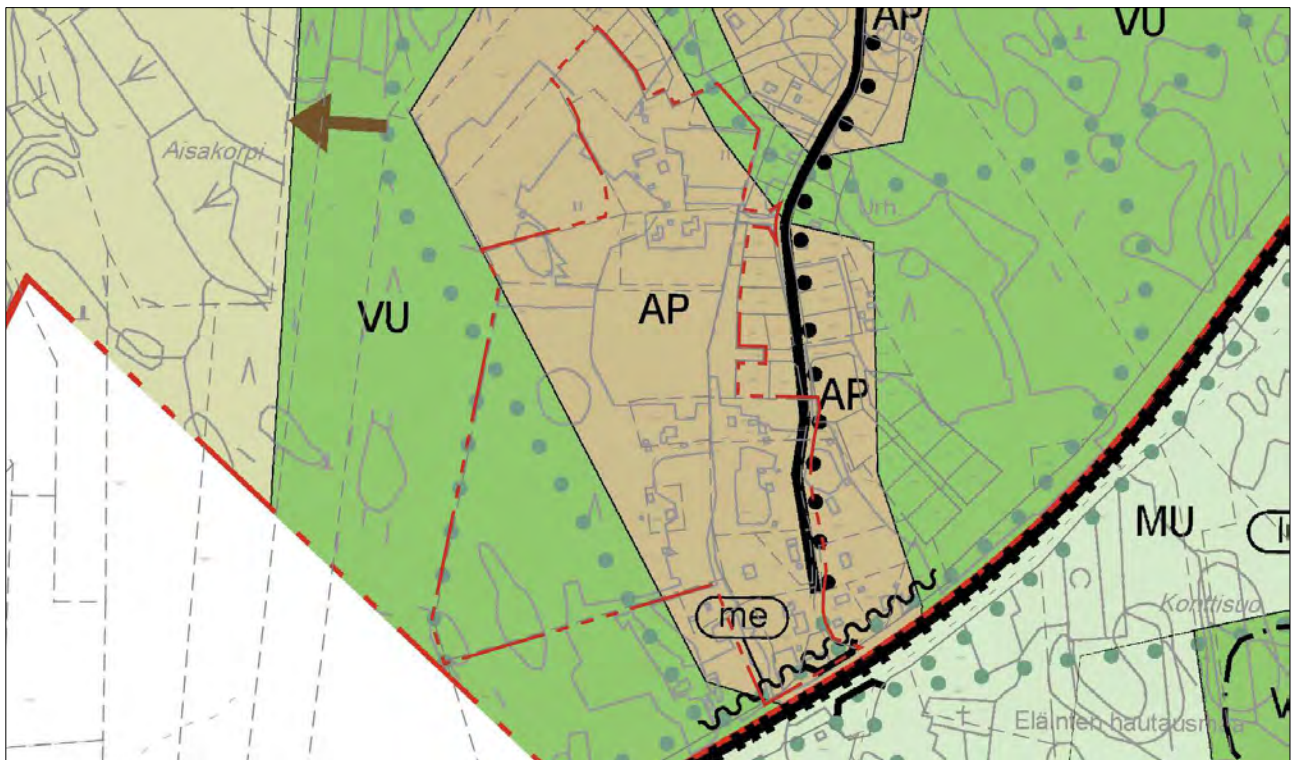 AP
VU
Aisakorpi
Urh.
VU
AP
AP
MU
me
Konttisuo
Eläinten hautausmaa